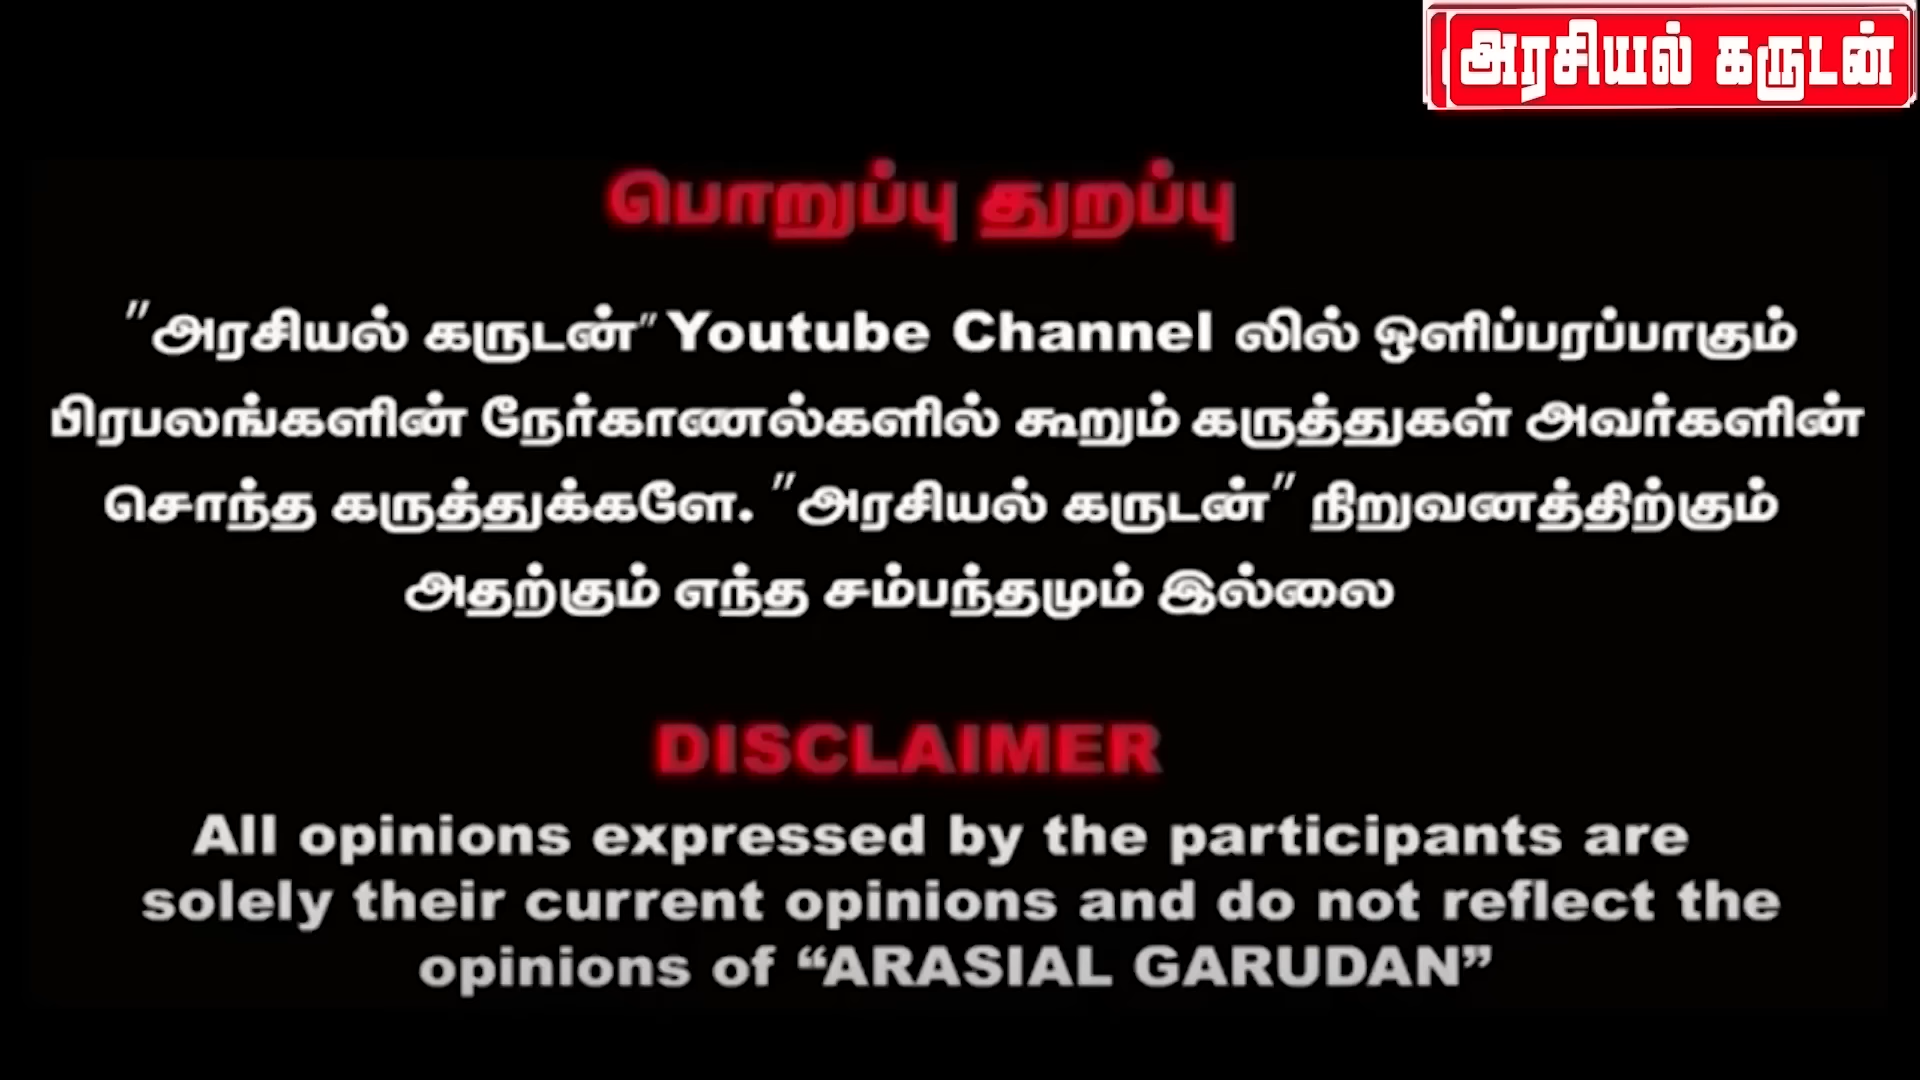 அரசியல் கருடன்
பொறுப்பு துறப்பு
"அரசியல் கருடன்" Youtube Channel லில் ஒளிப்பரப்பாகும்
பிரபலங்களின் நேர்காணல்களில் கூறும் கருத்துகள் அவர்களின்
சொந்த கருத்துக்களே. "அரசியல் கருடன்" நிறுவனத்திற்கும்
அதற்கும் எந்த சம்பந்தமும் இல்லை
DISCLAIMER
All opinions expressed by the participants are
solely their current opinions and do not reflect the
opinions of “ARASIAL GARUDAN”